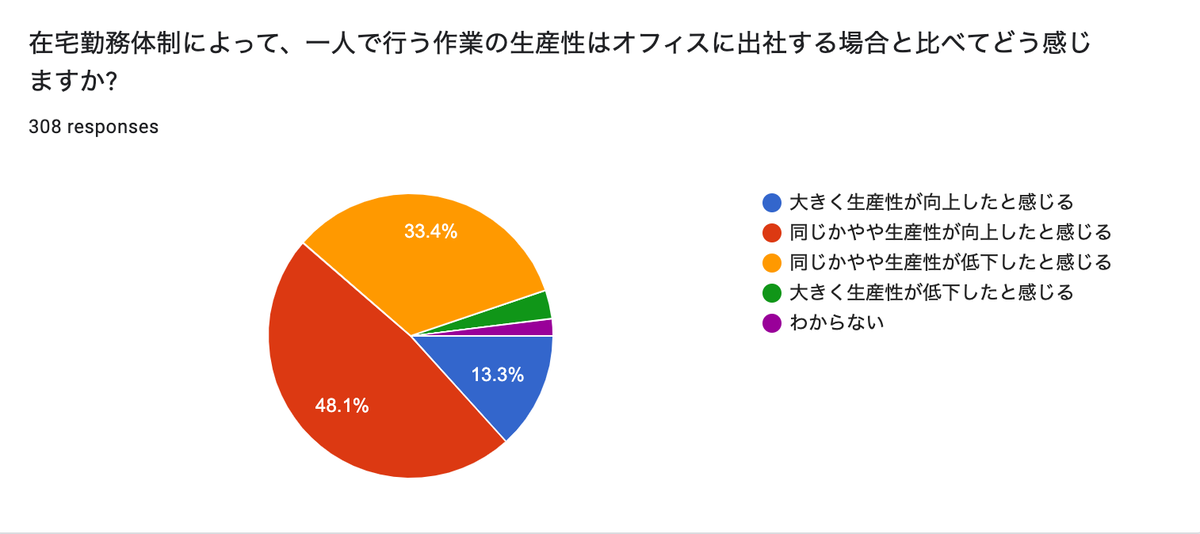 在宅勤務体制によって、一人で行う作業の生産性はオフィスに出社する場合と比べてどう感じ
ますか?
308 responses
33.4%
13.3%
48.1%
大きく生産性が向上したと感じる
同じかやや生産性が向上したと感じる
同じかやや生産性が低下したと感じる
大きく生産性が低下したと感じる
わからない